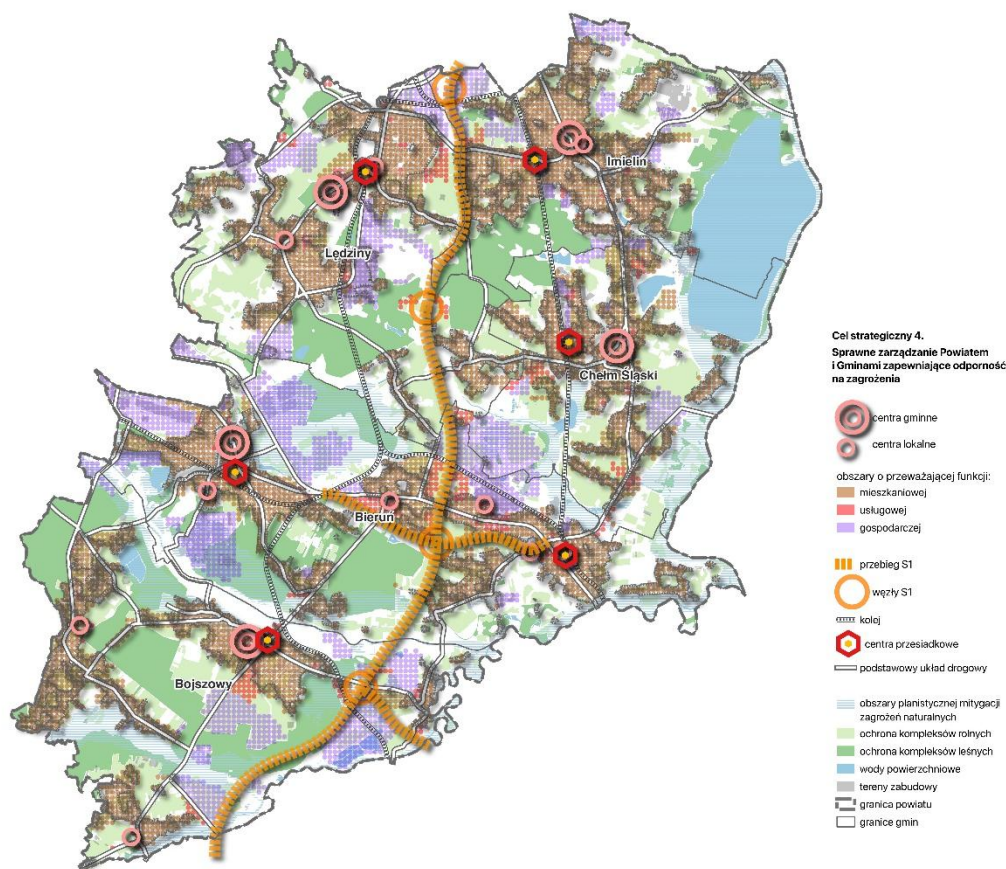 Imielin
Lędziny
Chełm Śląski
Bieruń
Bojszowy
Cel strategiczny 4.
Sprawne zarządzanie Powiatem
i Gminami zapewniające odporność
na zagrożenia
centra gminne
centra lokalne
obszary o przeważającej funkcji:
mieszkaniowej
usługowej
gospodarczej
przebieg S1
węzły S1
kolej
centra przesiadkowe
podstawowy układ drogowy
obszary planistycznej mitygacji
zagrożeń naturalnych
ochrona kompleksów rolnych
ochrona kompleksów leśnych
wody powierzchniowe
tereny zabudowy
granica powiatu
granice gmin